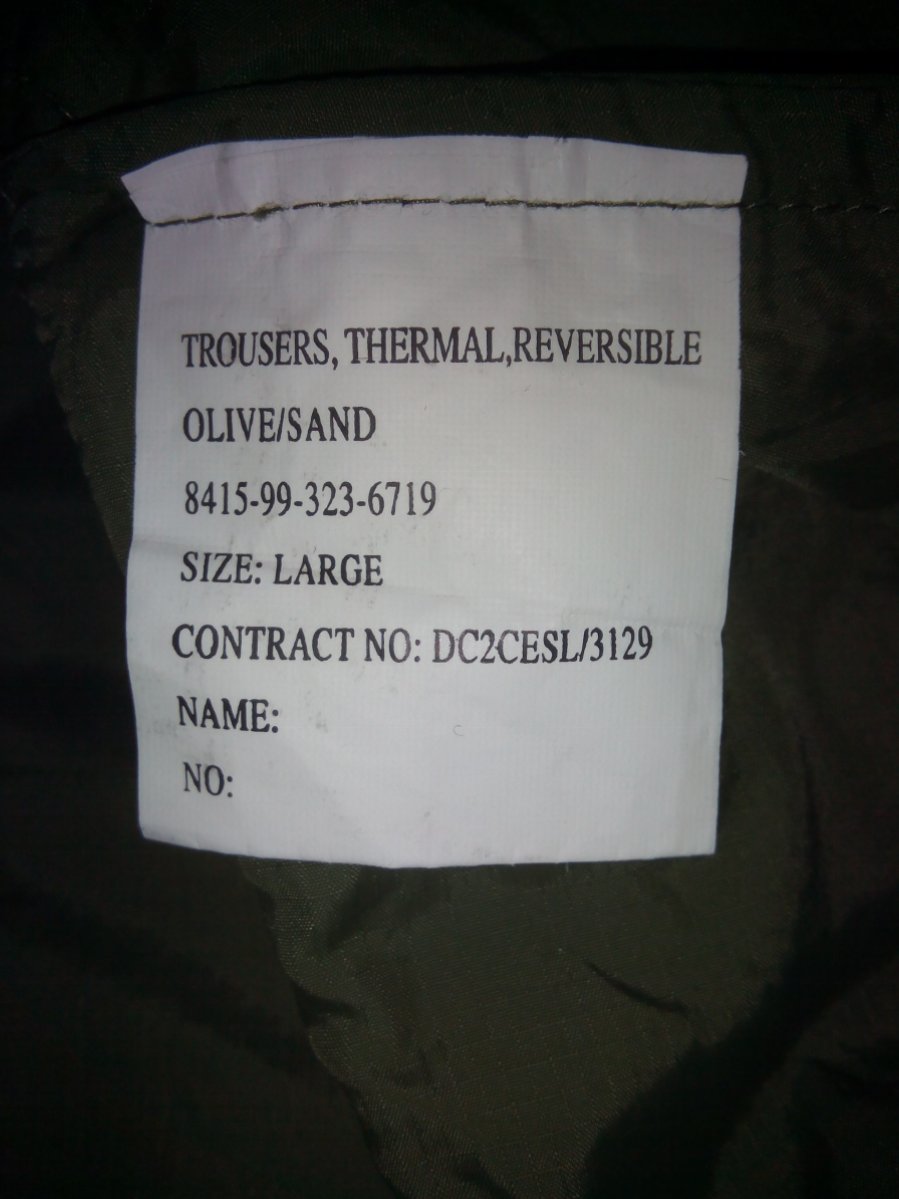 TROUSERS, THERMAL,REVERSIBLE
OLIVE/SAND
8415-99-323-6719
SIZE: LARGE
CONTRACT NO: DC2CESL/3129
NAME:
NO: